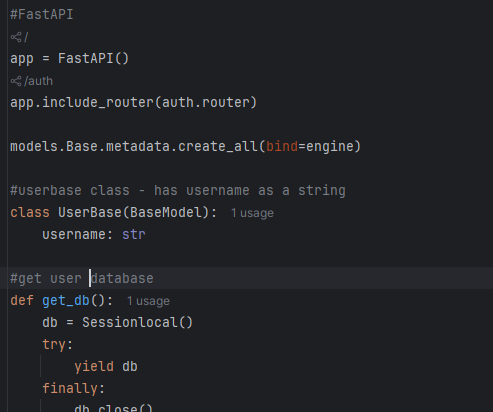 #FastAPI
/
app = FastAPI()
/auth
app.include_router(auth.router)
models.Base.metadata.create_all(bind=engine)
#userbase class - has username as a string
class UserBase(BaseModel): 1 usage
username: str
#get user database
def get_db(): 1 usage
db = Sessionlocal()
try:
yield db
finally:
db.close()